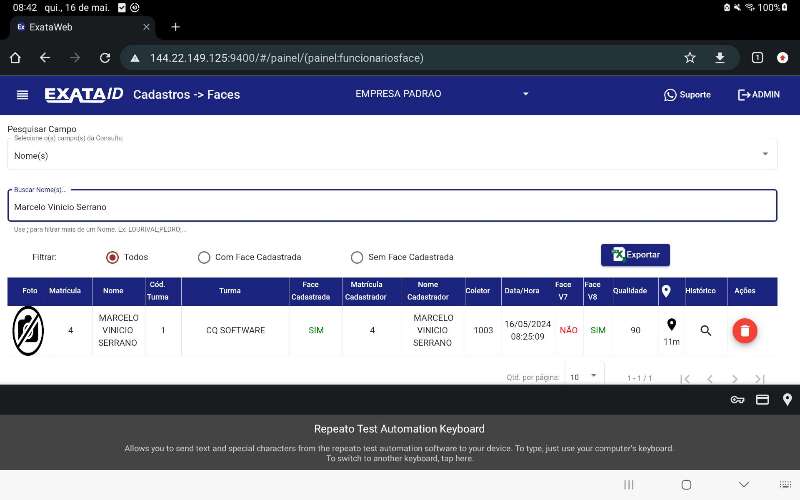 08:42 qui., 16 de mai. 100%
Ex ExataWeb
144.22.149.125:9400/#/painel/(painel:funcionariosface) 1
EXATAID Cadastros -> Faces EMPRESA PADRAO Suporte ADMIN
Pesquisar Campo
Selecione o(s) campo(s) da Consulta
Nome(s)
Buscar Nome(s)...
Marcelo Vinicio Serrano
Use ; para filtrar mais de um Nome. Ex: LOURIVAL;PEDRO;...
Filtrar: Todos Com Face Cadastrada Sem Face Cadastrada Exportar
Foto Matrícula Nome Cód. Turma Turma Face Cadastrada Matrícula Cadastrador Nome Cadastrador Coletor Data/Hora Face V7 Face V8 Qualidade Histórico Ações
4 MARCELO VINICIO SERRANO 1 CQ SOFTWARE SIM 4 MARCELO VINICIO SERRANO 1003 16/05/2024 08:25:09 NÃO SIM 90 11m
Qtd. por página: 10 1 - 1 / 1
Repeato Test Automation Keyboard
Allows you to send text and special characters from the repeato test automation software to your device. To type, just use your computer's keyboard.
To switch to another keyboard, tap here.